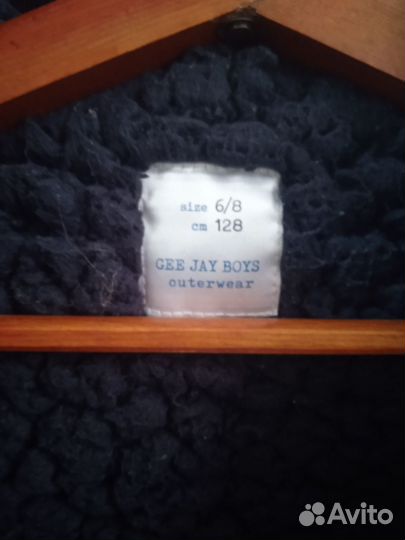 size 6/8
cm 128
GEE JAY BOYS
outerwear
Avito